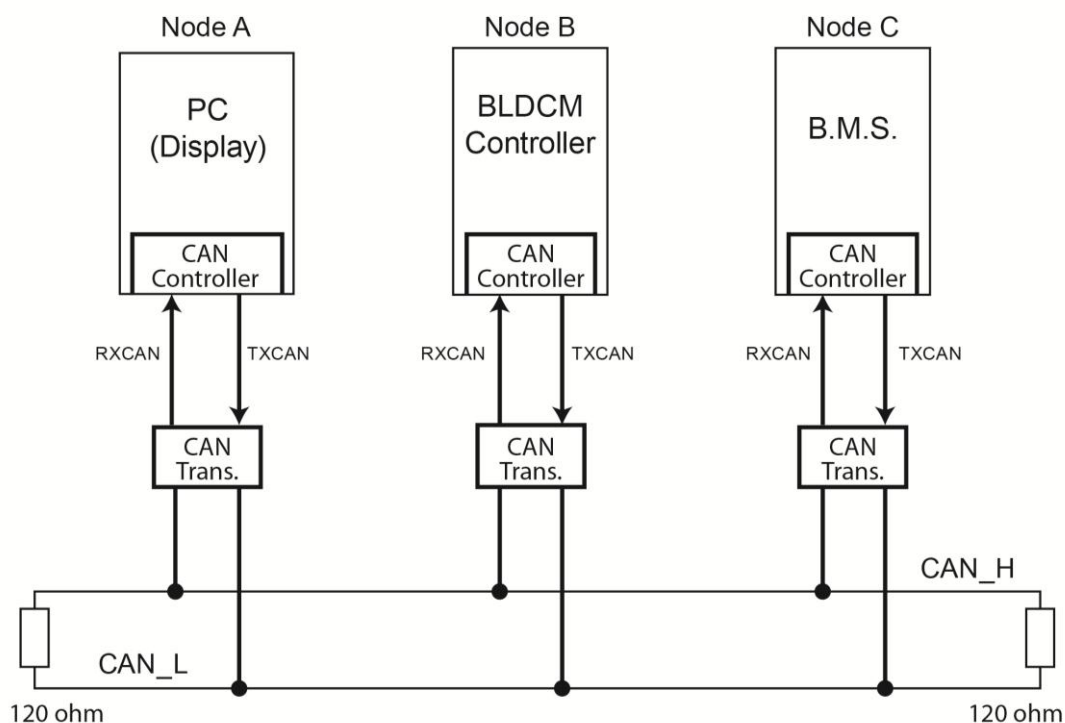 Node A
Node B
Node C
PC
(Display)
BLDCM
Controller
B.M.S.
CAN
Controller
CAN
Controller
CAN
Controller
RXCAN
TXCAN
RXCAN
TXCAN
RXCAN
TXCAN
CAN
Trans.
CAN
Trans.
CAN
Trans.
CAN_H
CAN_L
120 ohm
120 ohm